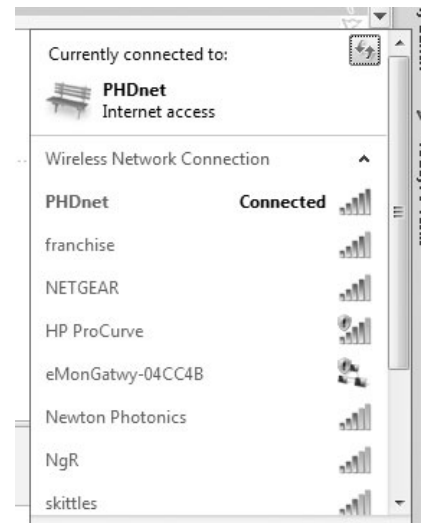 Currently connected to:
PHDnet
Internet access
Wireless Network Connection
PHDnet Connected
franchise
NETGEAR
HP ProCurve
eMonGatwy-04CC4B
Newton Photonics
NgR
skittles